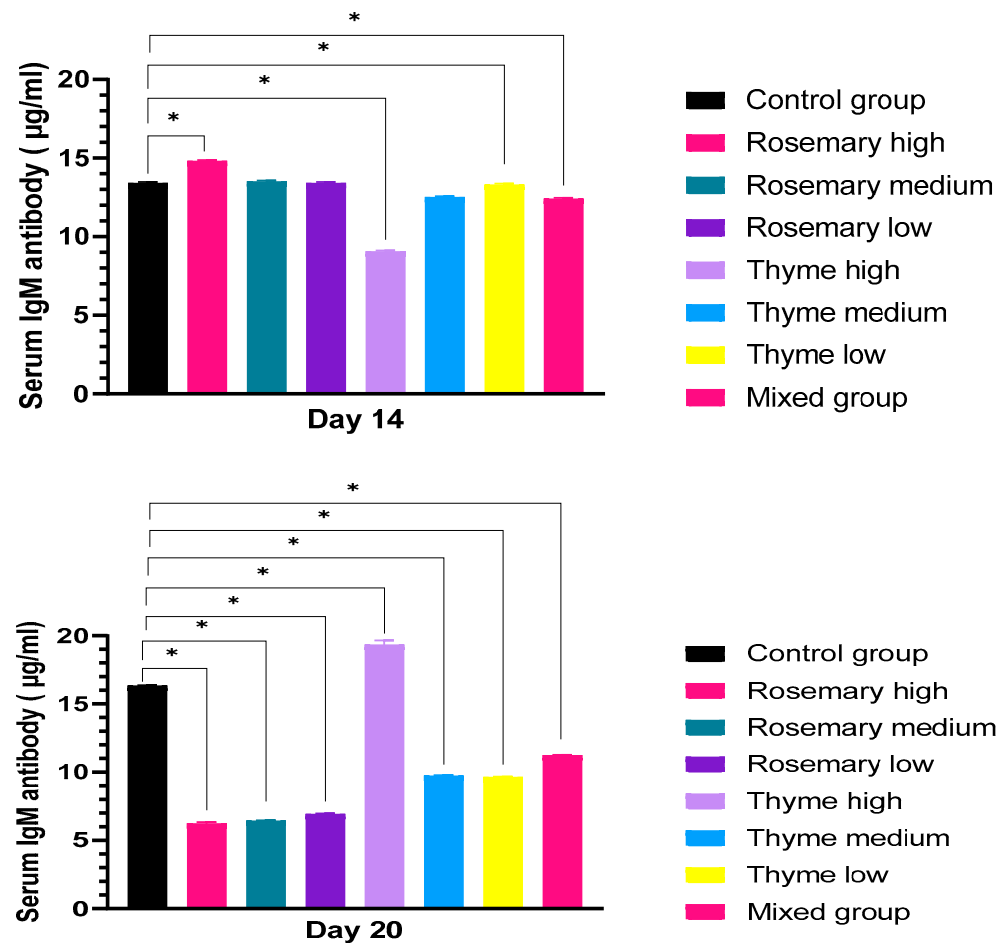 *
*
*
*
Serum IgM antibody ( µg/ml)
20
15
10
5
0
Day 14
Control group
Rosemary high
Rosemary medium
Rosemary low
Thyme high
Thyme medium
Thyme low
Mixed group
*
*
*
*
*
*
*
Serum IgM antibody ( µg/ml)
20
15
10
5
0
Day 20
Control group
Rosemary high
Rosemary medium
Rosemary low
Thyme high
Thyme medium
Thyme low
Mixed group